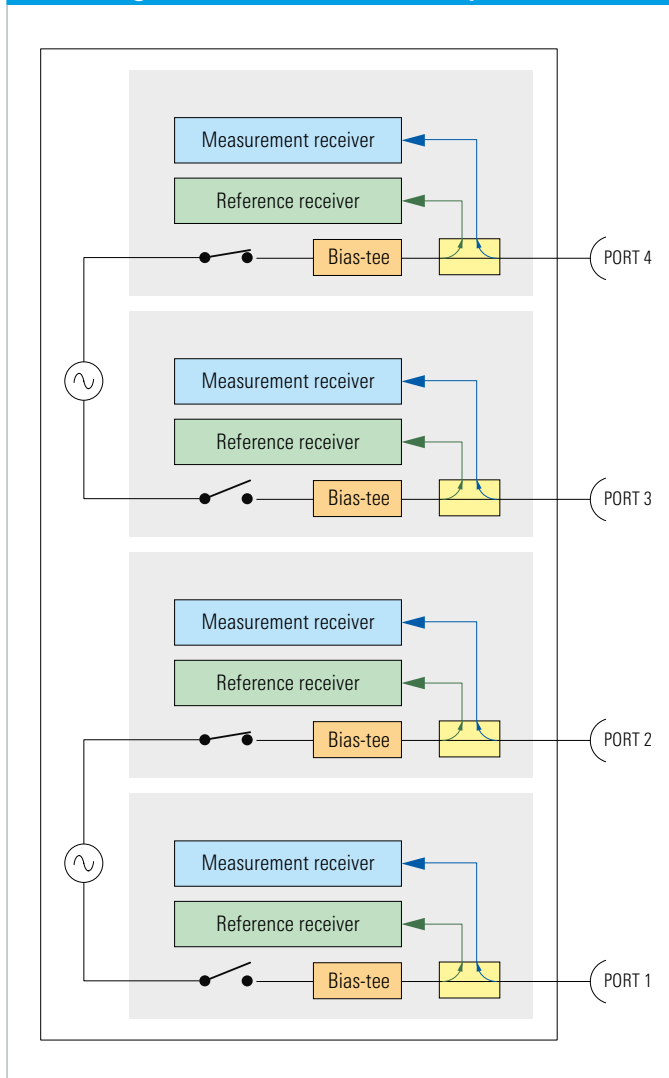 Measurement receiver
Reference receiver
Bias-tee
PORT 4
Measurement receiver
Reference receiver
Bias-tee
PORT 3
Measurement receiver
Reference receiver
Bias-tee
PORT 2
Measurement receiver
Reference receiver
Bias-tee
PORT 1